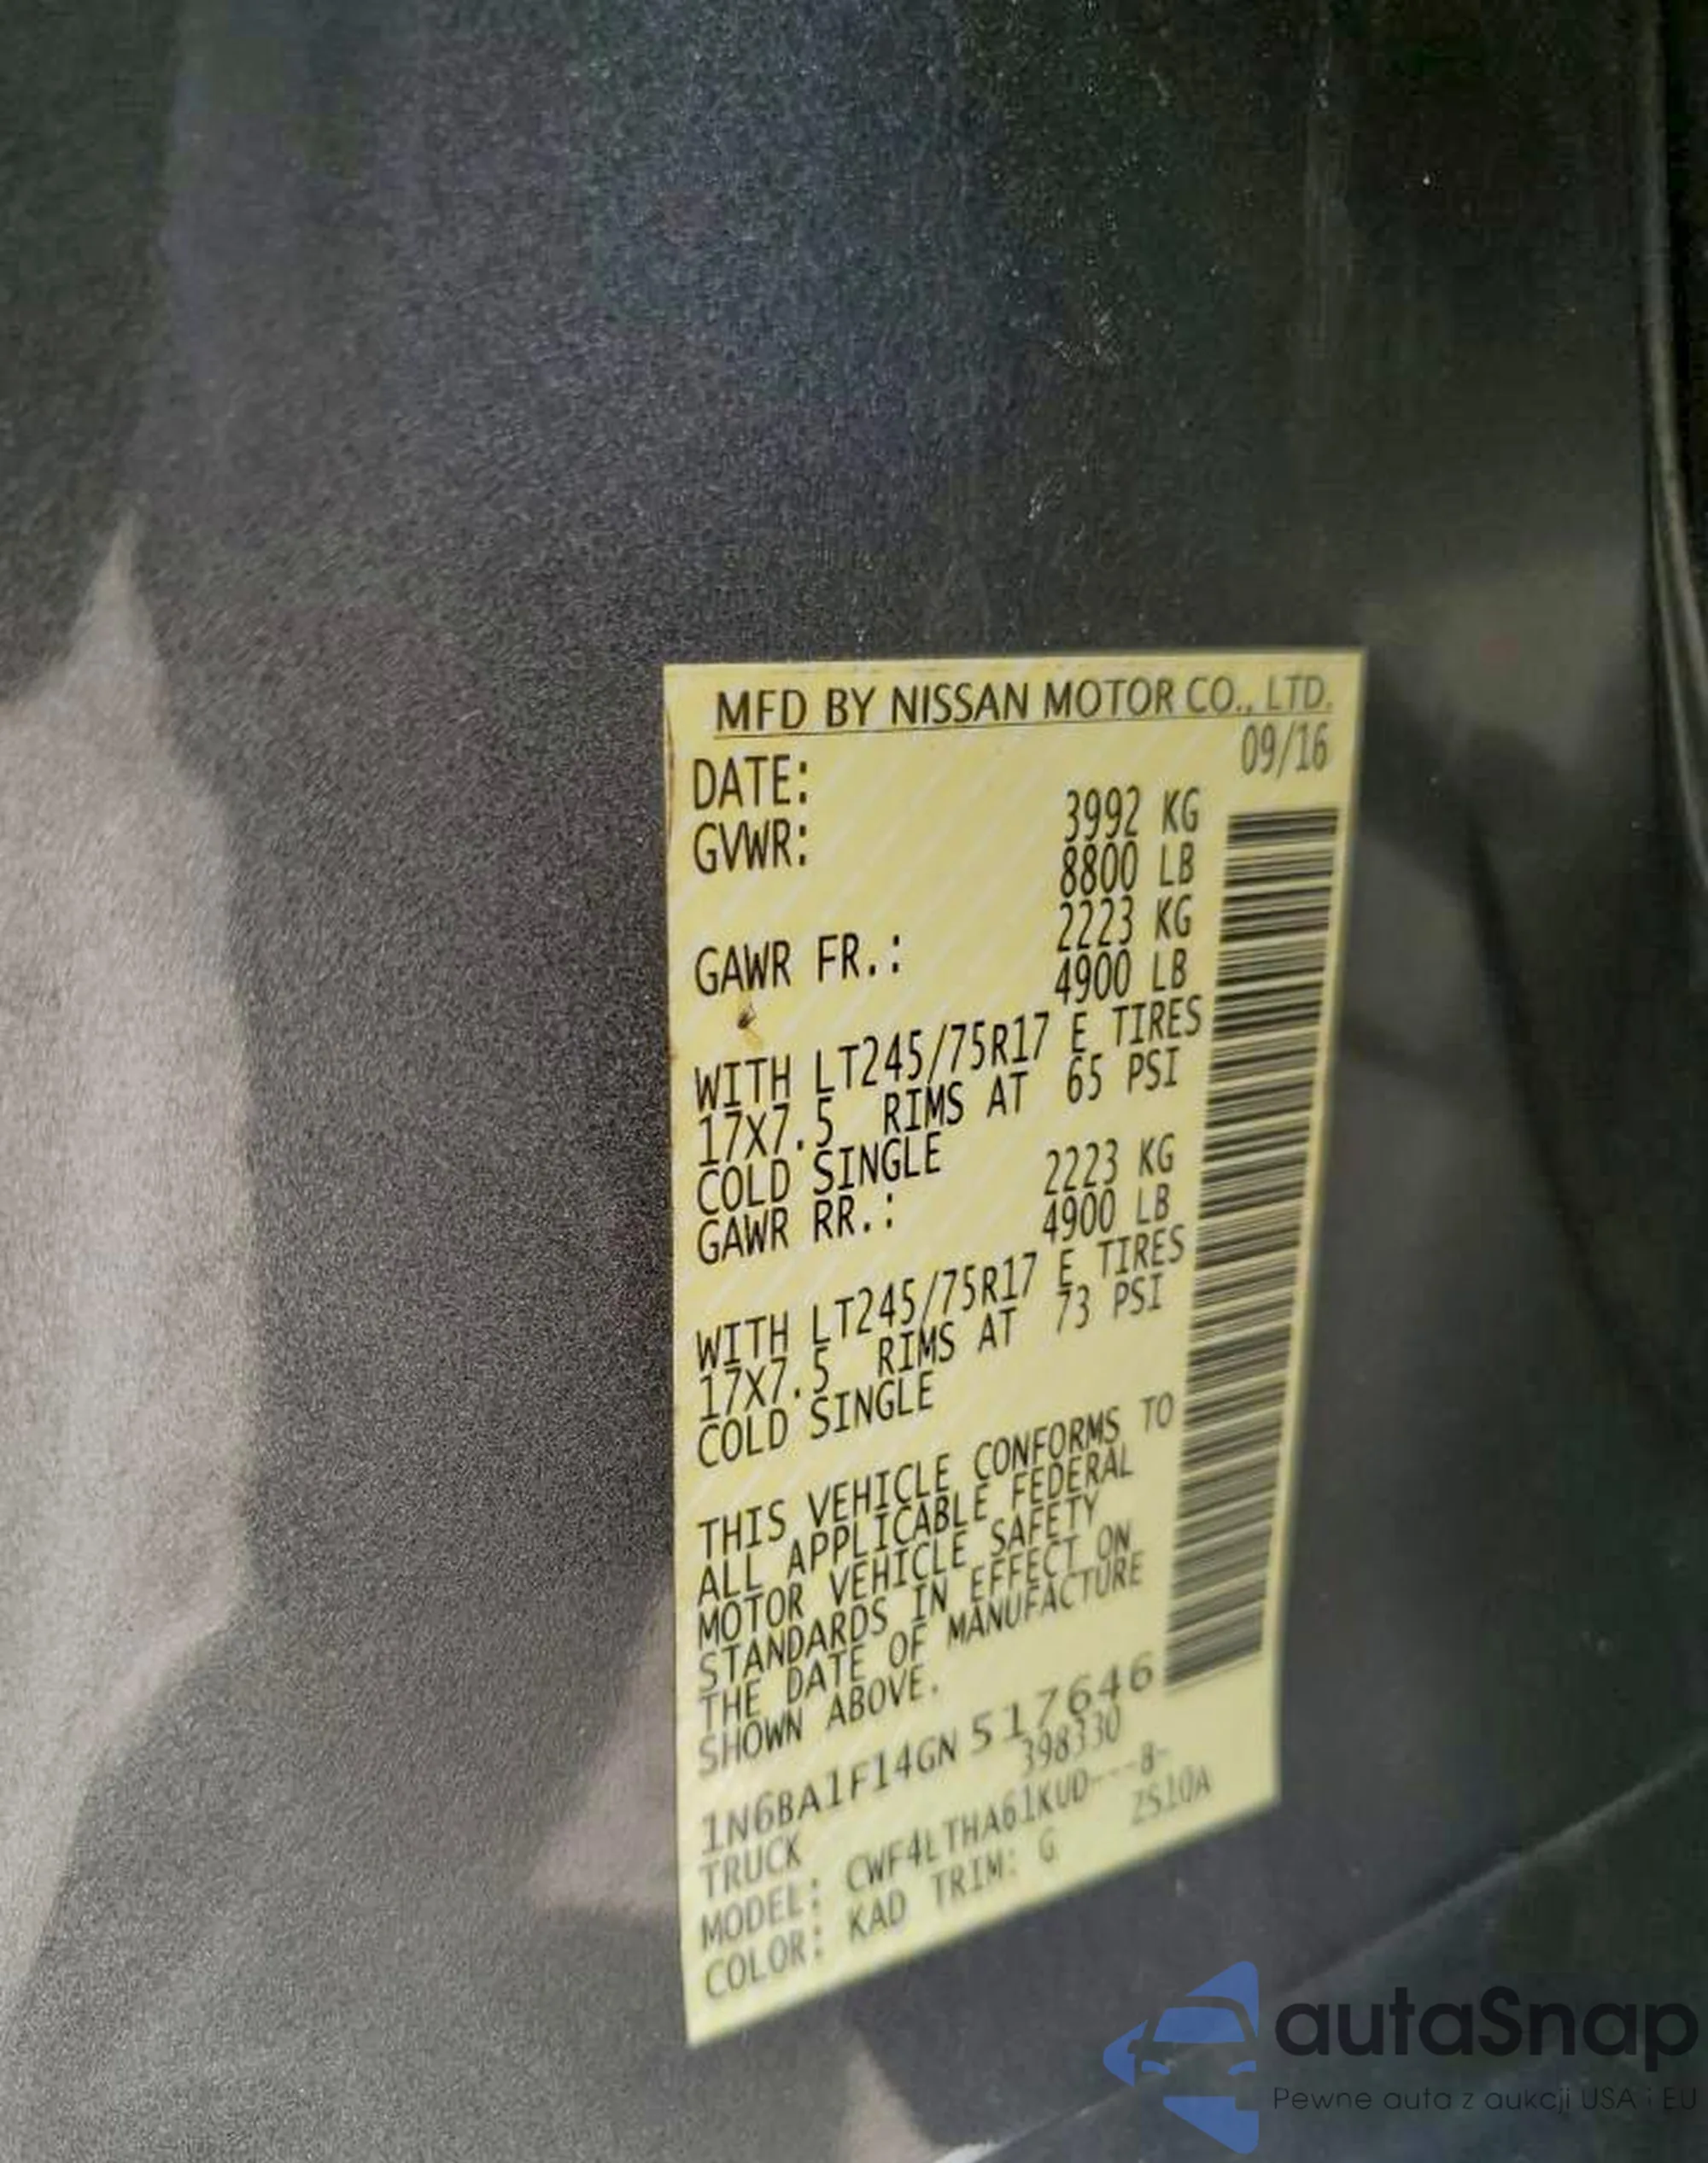 MFD BY NISSAN MOTOR CO., LTD.
DATE: 09/16
GVWR: 3992 KG
8800 LB
GAWR FR.: 2223 KG
4900 LB
WITH LT245/75R17 E TIRES
17X7.5 RIMS AT 65 PSI
COLD SINGLE
GAWR RR.: 2223 KG
4900 LB
WITH LT245/75R17 E TIRES
17X7.5 RIMS AT 73 PSI
COLD SINGLE
THIS VEHICLE CONFORMS TO
ALL APPLICABLE FEDERAL
MOTOR VEHICLE SAFETY
STANDARDS IN EFFECT ON
THE DATE OF MANUFACTURE
SHOWN ABOVE.
1N6BA1F14GN517646
TRUCK 398330
MODEL: CWF4LTHA61KUD---8-
COLOR: KAD TRIM: G ZS10A
autaSnap
Pewne auta z aukcji USA i EU